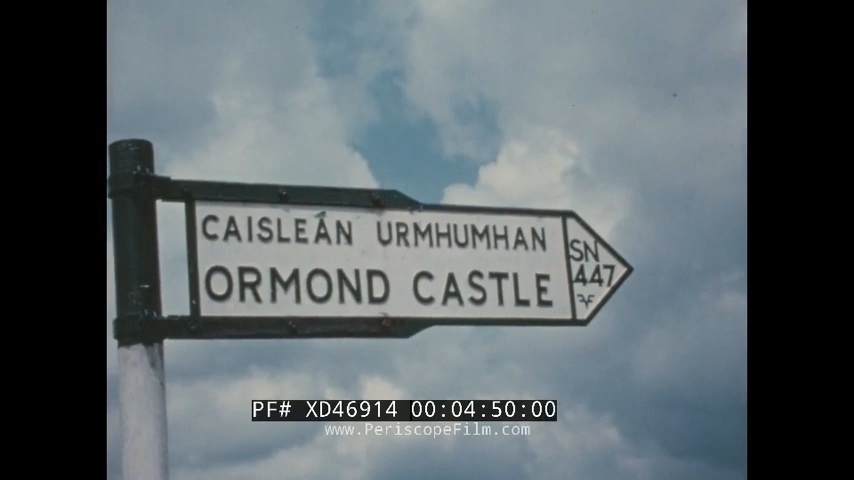 CAISLEÁN URMHUMHAN
ORMOND CASTLE
SN
447
PF# XD46914 00:04:50:00
www.PeriscopeFilm.com